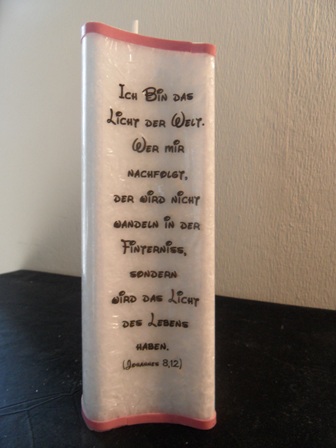 Ich Bin das
Licht der Welt.
Wer mir
nachfolgt,
der wird nicht
wandeln in der
Finterniss,
sondern
wird das Licht
des Lebens
haben.
(Johannes 8,12)